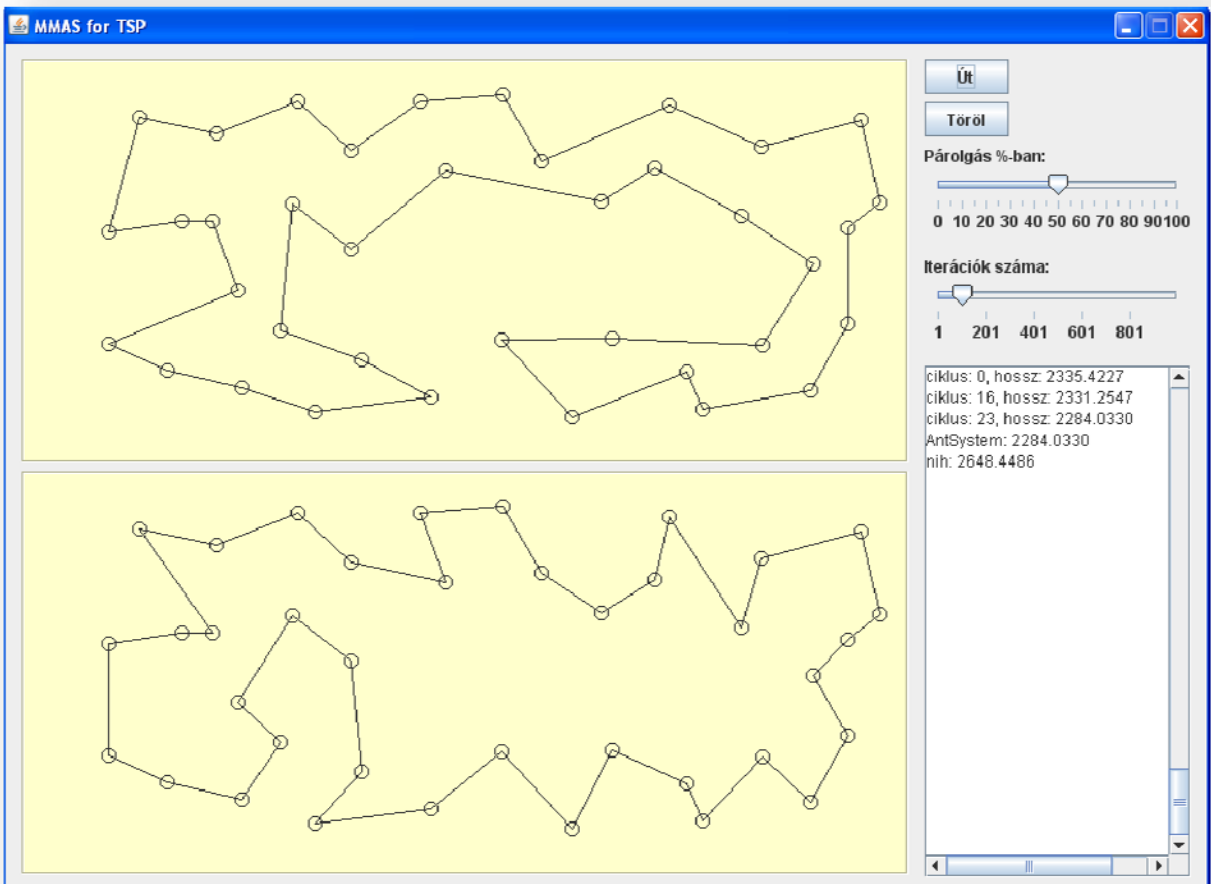 MMAS for TSP
Út
Töröl
Párolgás %-ban:
0 10 20 30 40 50 60 70 80 90100
Iterációk száma:
1 201 401 601 801
ciklus: 0, hossz: 2335.4227
ciklus: 16, hossz: 2331.2547
ciklus: 23, hossz: 2284.0330
AntSystem: 2284.0330
nih: 2648.4486